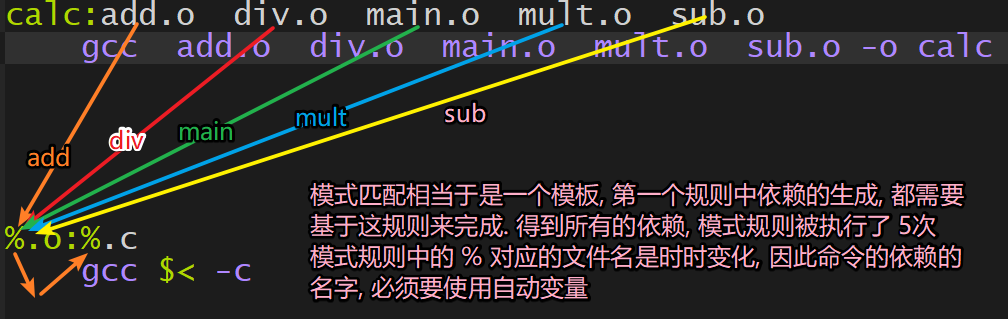 calc:add.o  div.o  main.o  mult.o  sub.o
gcc  add.o  div.o  main.o  mult.o  sub.o -o calc
add
div
main
mult
sub
模式匹配相当于是一个模板, 第一个规则中依赖的生成, 都需要
基于这规则来完成. 得到所有的依赖, 模式规则被执行了 5次
模式规则中的 % 对应的文件名是时时变化, 因此命令的依赖的
名字, 必须要使用自动变量
%.o:%.c
gcc $< -c